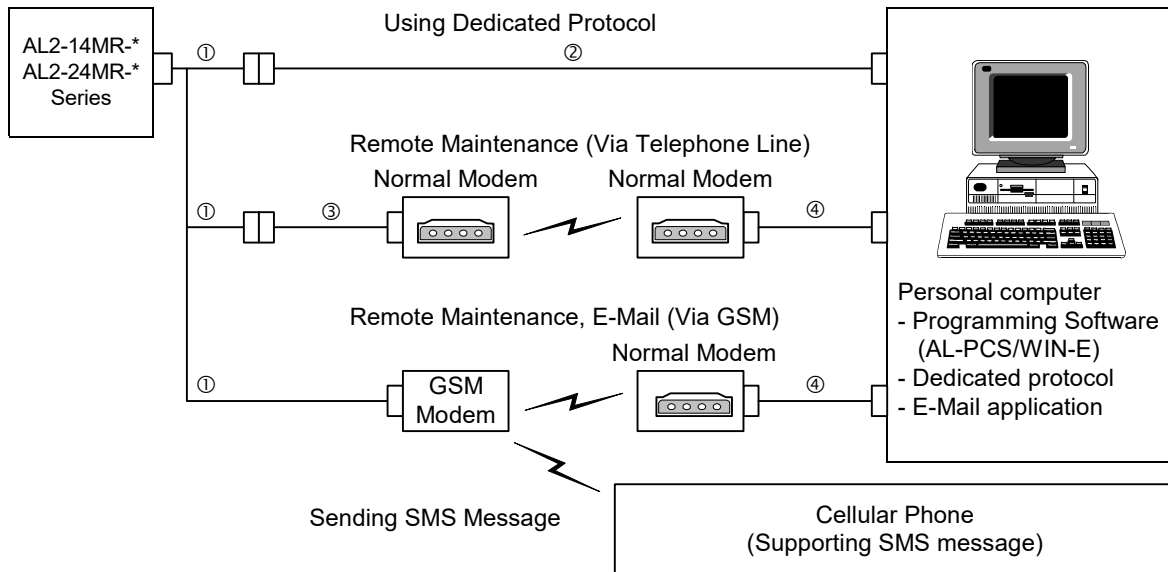 Using Dedicated Protocol
AL2-14MR-*
AL2-24MR-*
Series
①
②
Remote Maintenance (Via Telephone Line)
Normal Modem
Normal Modem
①
③
④
Remote Maintenance, E-Mail (Via GSM)
Normal Modem
①
GSM
Modem
④
Personal computer
- Programming Software
(AL-PCS/WIN-E)
- Dedicated protocol
- E-Mail application
Sending SMS Message
Cellular Phone
(Supporting SMS message)